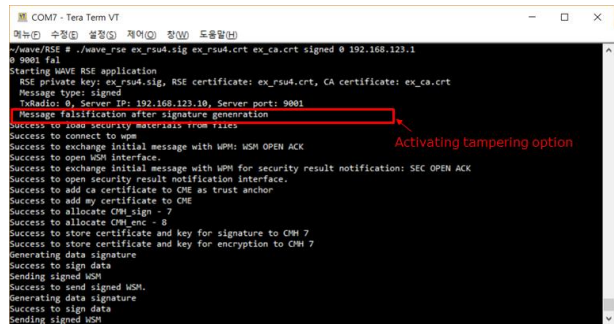 COM7 - Tera Term VT
메뉴(F) 수정(E) 설정(S) 제어(O) 창(W) 도움말(H)
~/wave/RSE # ./wave_rse ex_rsu4.sig ex_rsu4.crt ex_ca.crt signed 0 192.168.123.1
0 9001 fal
Starting WAVE RSE application
RSE private key: ex_rsu4.sig, RSE certificate: ex_rsu4.crt, CA certificate: ex_ca.crt
Message type: signed
TxRadio: 0, Server IP: 192.168.123.10, Server port: 9001
Message falsification after signature genenration
Success to load security materials from files
Success to connect to wpm
Activating tampering option
Success to exchange initial message with WPM: WSM OPEN ACK
Success to open WSM interface.
Success to exchange initial message with WPM for security result notification: SEC OPEN ACK
Success to open security result notification interface.
Success to add ca certificate to CME as trust anchor
Success to add my certificate to CME
Success to allocate CMH_sign - 7
Success to allocate CMH_enc - 8
Success to store certificate and key for signature to CMH 7
Success to store certificate and key for encryption to CMH 7
Generating data signature
Success to sign data
Sending signed WSM
Success to send signed WSM.
Generating data signature
Success to sign data
Sending signed WSM